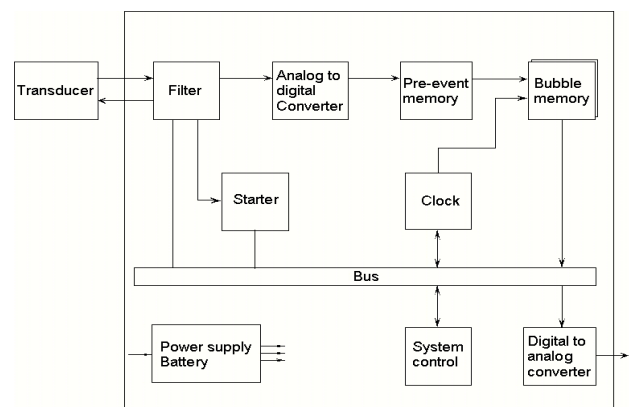 Transducer
Filter
Analog to
digital
Converter
Pre-event
memory
Bubble
memory
Starter
Clock
Bus
Power supply
Battery
System
control
Digital to
analog
converter